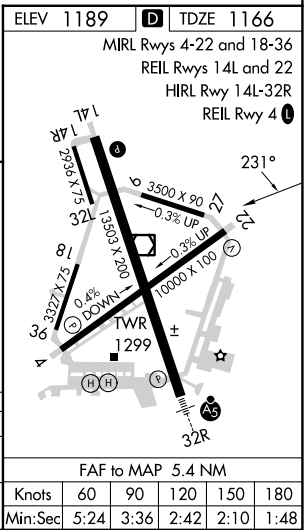 ELEV 1189 D TDZE 1166
MIRL Rwys 4-22 and 18-36
REIL Rwys 14L and 22
HIRL Rwy 14L-32R
REIL Rwy 4 L
14L
14R
P
2936 X 75
32L
9
3500 X 90
27
0.3% UP
231°
22
V
13503 X 200
0.3% UP
18
3327 X 75
36
P
0.4%
DOWN
10000 X 100
4
TWR
1299
±
H H
P
A5
32R
FAF to MAP 5.4 NM
Knots 60 90 120 150 180
Min:Sec 5:24 3:36 2:42 2:10 1:48